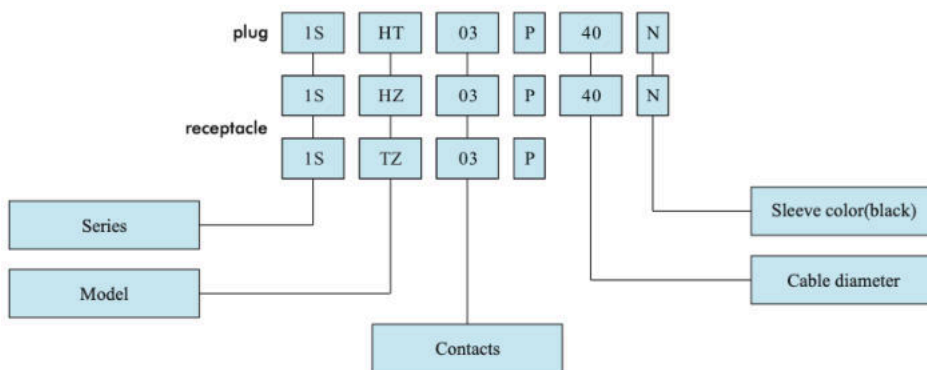 plug 1S HT 03 P 40 N
1S HZ 03 P 40 N
receptacle
1S TZ 03 P
Series
Sleeve color(black)
Model
Cable diameter
Contacts